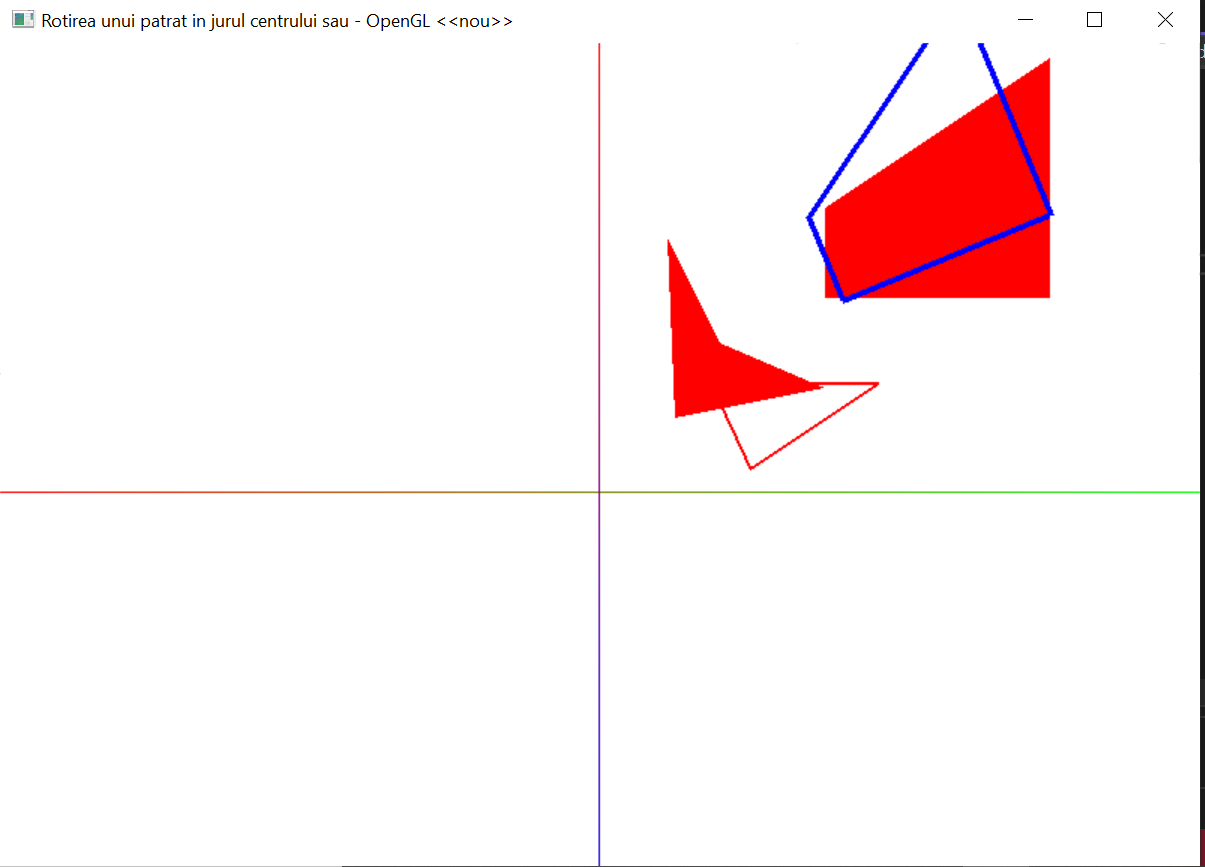 Rotirea unui patrat in jurul centrului sau - OpenGL <<nou>>